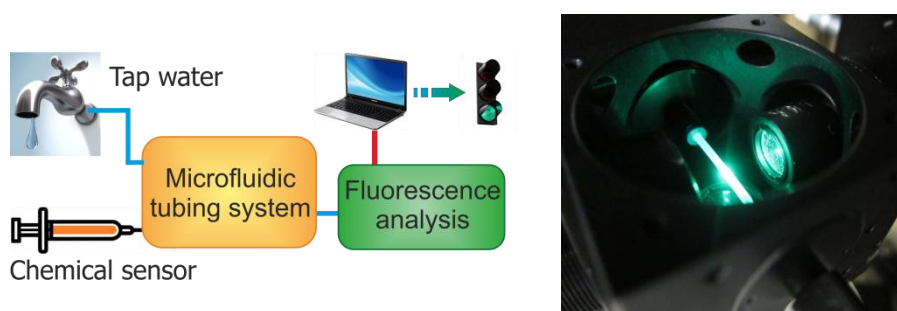 Tap water
Microfluidic
tubing system
Fluorescence
analysis
Chemical sensor